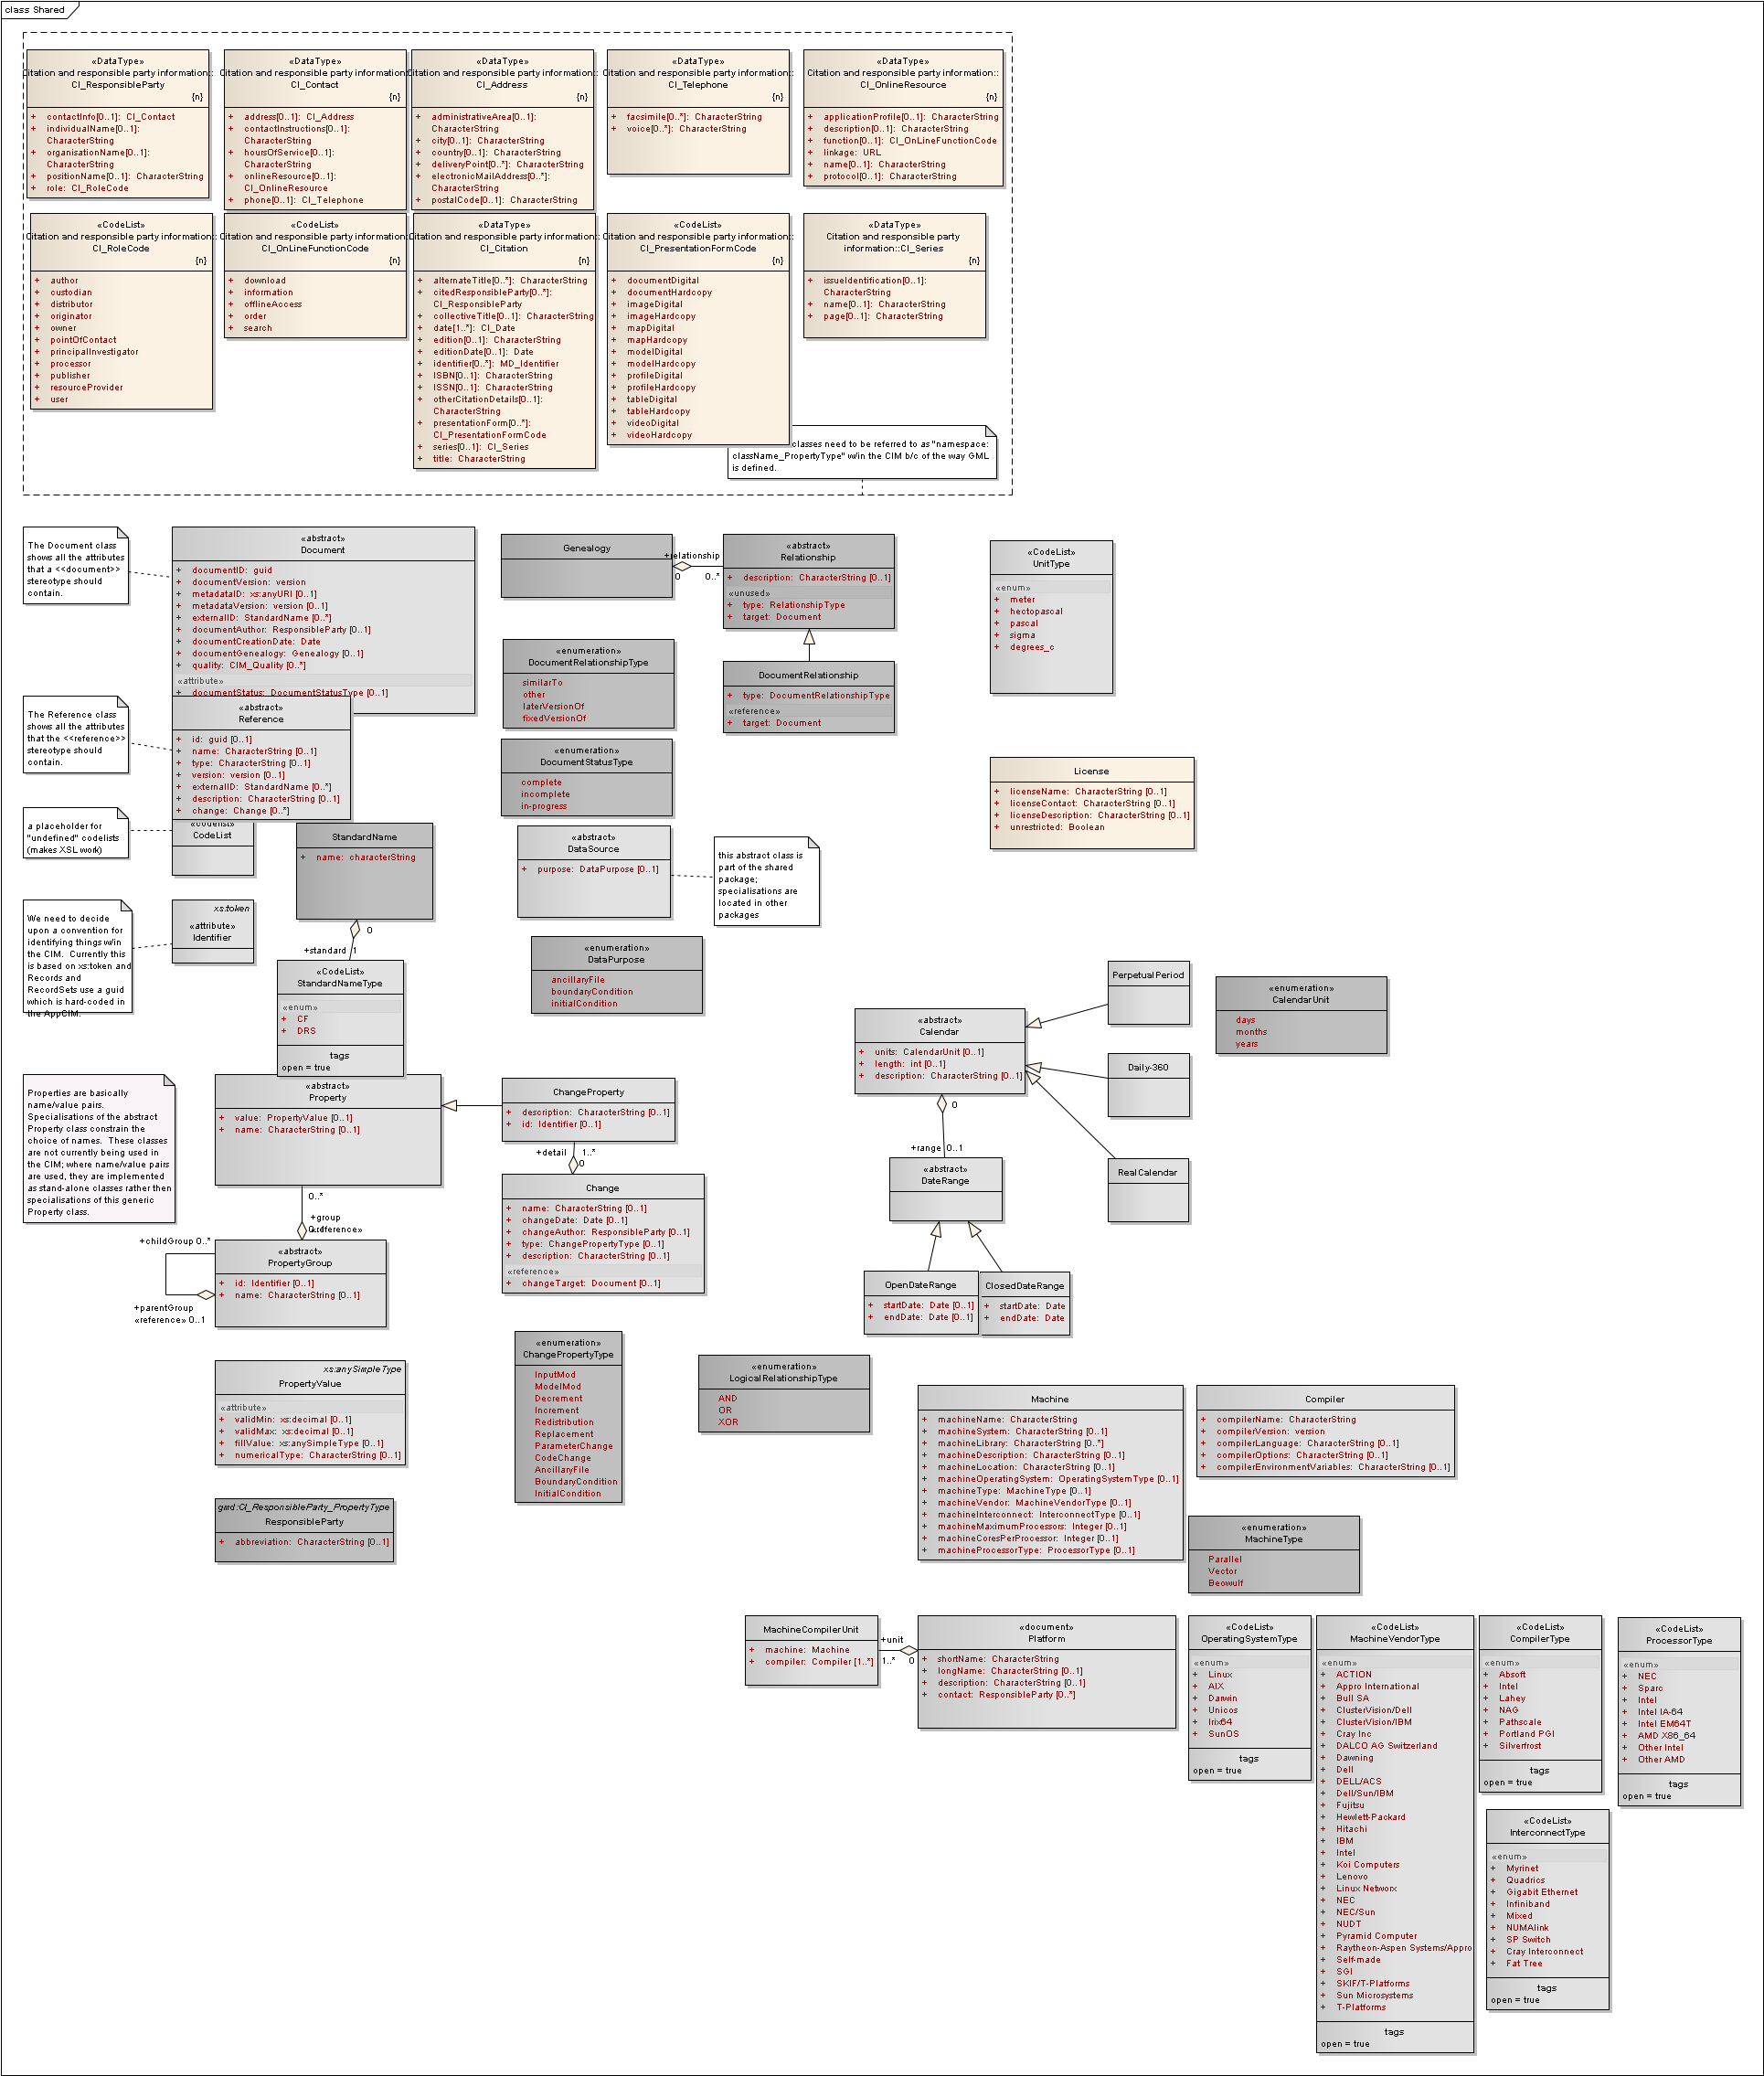 class Shared
«DataType»
Citation and responsible party information::
CI_ResponsibleParty
{n}
+ contactInfo[0..1]: CI_Contact
+ individualName[0..1]:
CharacterString
+ organisationName[0..1]:
CharacterString
+ positionName[0..1]: CharacterString
+ role: CI_RoleCode
«DataType»
Citation and responsible party information::
CI_Contact
{n}
+ address[0..1]: CI_Address
+ contactInstructions[0..1]:
CharacterString
+ hoursOfService[0..1]:
CharacterString
+ onlineResource[0..1]:
CI_OnlineResource
+ phone[0..1]: CI_Telephone
«DataType»
Citation and responsible party information::
CI_Address
{n}
+ administrativeArea[0..1]:
CharacterString
+ city[0..1]: CharacterString
+ country[0..1]: CharacterString
+ deliveryPoint[0..*]: CharacterString
+ electronicMailAddress[0..*]:
CharacterString
+ postalCode[0..1]: CharacterString
«DataType»
Citation and responsible party information::
CI_Telephone
{n}
+ facsimile[0..*]: CharacterString
+ voice[0..*]: CharacterString
«DataType»
Citation and responsible party information::
CI_OnlineResource
{n}
+ applicationProfile[0..1]: CharacterString
+ description[0..1]: CharacterString
+ function[0..1]: CI_OnLineFunctionCode
+ linkage: URL
+ name[0..1]: CharacterString
+ protocol[0..1]: CharacterString
«CodeList»
Citation and responsible party information::
CI_RoleCode
{n}
+ author
+ custodian
+ distributor
+ originator
+ owner
+ pointOfContact
+ principalInvestigator
+ processor
+ publisher
+ resourceProvider
+ user
«CodeList»
Citation and responsible party information::
CI_OnLineFunctionCode
{n}
+ download
+ information
+ offlineAccess
+ order
+ search
«DataType»
Citation and responsible party information::
CI_Citation
{n}
+ alternateTitle[0..*]: CharacterString
+ citedResponsibleParty[0..*]:
CI_ResponsibleParty
+ collectiveTitle[0..1]: CharacterString
+ date[1..*]: CI_Date
+ edition[0..1]: CharacterString
+ editionDate[0..1]: Date
+ identifier[0..*]: MD_Identifier
+ ISBN[0..1]: CharacterString
+ ISSN[0..1]: CharacterString
+ otherCitationDetails[0..1]:
CharacterString
+ presentationForm[0..*]:
CI_PresentationFormCode
+ series[0..1]: CI_Series
+ title: CharacterString
«CodeList»
Citation and responsible party information::
CI_PresentationFormCode
{n}
+ documentDigital
+ documentHardcopy
+ imageDigital
+ imageHardcopy
+ mapDigital
+ mapHardcopy
+ modelDigital
+ modelHardcopy
+ profileDigital
+ profileHardcopy
+ tableDigital
+ tableHardcopy
+ videoDigital
+ videoHardcopy
«DataType»
Citation and responsible party
information::CI_Series
{n}
+ issueIdentification[0..1]:
CharacterString
+ name[0..1]: CharacterString
+ page[0..1]: CharacterString
classes need to be referred to as "namespace:
className_PropertyType" w/in the CIM b/c of the way GML
is defined.
The Document class
shows all the attributes
that a <<document>>
stereotype should
contain.
«abstract»
Document
+ documentID: guid
+ documentVersion: version
+ metadataID: xs:anyURI [0..1]
+ metadataVersion: version [0..1]
+ externalID: StandardName [0..*]
+ documentAuthor: ResponsibleParty [0..1]
+ documentCreationDate: Date
+ documentGenealogy: Genealogy [0..1]
+ quality: CIM_Quality [0..*]
«attribute»
+ documentStatus: DocumentStatusType [0..1]
Genealogy
+relationship
0 0..*
«abstract»
Relationship
+ description: CharacterString [0..1]
«unused»
+ type: RelationshipType
+ target: Document
«CodeList»
UnitType
«enum»
+ meter
+ hectopascal
+ pascal
+ sigma
+ degrees_c
«enumeration»
DocumentRelationshipType
similarTo
other
laterVersionOf
fixedVersionOf
DocumentRelationship
+ type: DocumentRelationshipType
«reference»
+ target: Document
The Reference class
shows all the attributes
that the <<reference>>
stereotype should
contain.
«abstract»
Reference
+ id: guid [0..1]
+ name: CharacterString [0..1]
+ type: CharacterString [0..1]
+ version: version [0..1]
+ externalID: StandardName [0..*]
+ description: CharacterString [0..1]
+ change: Change [0..*]
«enumeration»
DocumentStatusType
complete
incomplete
in-progress
License
+ licenseName: CharacterString [0..1]
+ licenseContact: CharacterString [0..1]
+ licenseDescription: CharacterString [0..1]
+ unrestricted: Boolean
a placeholder for
"undefined" codelists
(makes XSL work)
«codelist»
CodeList
StandardName
+ name: characterString
«abstract»
DataSource
+ purpose: DataPurpose [0..1]
this abstract class is
part of the shared
package;
specialisations are
located in other
packages
We need to decide
upon a convention for
identifying things w/in
the CIM. Currently this
is based on xs:token and
Records and
RecordSets use a guid
which is hard-coded in
the AppCIM.
xs:token
«attribute»
Identifier
0
+standard 1
«CodeList»
StandardNameType
«enum»
+ CF
+ DRS
tags
open = true
«enumeration»
DataPurpose
ancillaryFile
boundaryCondition
initialCondition
«abstract»
Calendar
+ units: CalendarUnit [0..1]
+ length: int [0..1]
+ description: CharacterString [0..1]
PerpetualPeriod
Daily-360
RealCalendar
«enumeration»
CalendarUnit
days
months
years
Properties are basically
name/value pairs.
Specialisations of the abstract
Property class constrain the
choice of names. These classes
are not currently being used in
the CIM; where name/value pairs
are used, they are implemented
as stand-alone classes rather then
specialisations of this generic
Property class.
«abstract»
Property
+ value: PropertyValue [0..1]
+ name: CharacterString [0..1]
ChangeProperty
+ description: CharacterString [0..1]
+ id: Identifier [0..1]
+detail 1..*
0
Change
+ name: CharacterString [0..1]
+ changeDate: Date [0..1]
+ changeAuthor: ResponsibleParty [0..1]
+ type: ChangePropertyType [0..1]
+ description: CharacterString [0..1]
«reference»
+ changeTarget: Document [0..1]
0
+range 0..1
«abstract»
DateRange
OpenDateRange
+ startDate: Date [0..1]
+ endDate: Date [0..1]
ClosedDateRange
+ startDate: Date
+ endDate: Date
0..*
+group
+childGroup 0..*
«abstract»
PropertyGroup
+ id: Identifier [0..1]
+ name: CharacterString [0..1]
+parentGroup
«reference» 0..1
xs:anySimpleType
PropertyValue
«attribute»
+ validMin: xs:decimal [0..1]
+ validMax: xs:decimal [0..1]
+ fillValue: xs:anySimpleType [0..1]
+ numericalType: CharacterString [0..1]
gmd:CI_ResponsibleParty_PropertyType
ResponsibleParty
+ abbreviation: CharacterString [0..1]
«enumeration»
ChangePropertyType
InputMod
ModelMod
Decrement
Increment
Redistribution
Replacement
ParameterChange
CodeChange
AncillaryFile
BoundaryCondition
InitialCondition
«enumeration»
LogicalRelationshipType
AND
OR
XOR
Machine
+ machineName: CharacterString
+ machineSystem: CharacterString [0..1]
+ machineLibrary: CharacterString [0..*]
+ machineDescription: CharacterString [0..1]
+ machineLocation: CharacterString [0..1]
+ machineOperatingSystem: OperatingSystemType [0..1]
+ machineType: MachineType [0..1]
+ machineVendor: MachineVendorType [0..1]
+ machineInterconnect: InterconnectType [0..1]
+ machineMaximumProcessors: Integer [0..1]
+ machineCoresPerProcessor: Integer [0..1]
+ machineProcessorType: ProcessorType [0..1]
Compiler
+ compilerName: CharacterString
+ compilerVersion: version
+ compilerLanguage: CharacterString [0..1]
+ compilerOptions: CharacterString [0..1]
+ compilerEnvironmentVariables: CharacterString [0..1]
«enumeration»
MachineType
Parallel
Vector
Beowulf
MachineCompilerUnit
+ machine: Machine
+ compiler: Compiler [1..*]
+unit
1..* 0
«document»
Platform
+ shortName: CharacterString
+ longName: CharacterString [0..1]
+ description: CharacterString [0..1]
+ contact: ResponsibleParty [0..*]
«CodeList»
OperatingSystemType
«enum»
+ Linux
+ AIX
+ Darwin
+ Unicos
+ Irix64
+ SunOS
tags
open = true
«CodeList»
MachineVendorType
«enum»
+ ACTION
+ Appro International
+ Bull SA
+ ClusterVision/Dell
+ ClusterVision/IBM
+ Cray Inc
+ DALCO AG Switzerland
+ Dawning
+ Dell
+ DELL/ACS
+ Dell/Sun/IBM
+ Fujitsu
+ Hewlett-Packard
+ Hitachi
+ IBM
+ Intel
+ Koi Computers
+ Lenovo
+ Linux Networx
+ NEC
+ NEC/Sun
+ NUDT
+ Pyramid Computer
+ Raytheon-Aspen Systems/Appro
+ Self-made
+ SGI
+ SKIF/T-Platforms
+ Sun Microsystems
+ T-Platforms
tags
open = true
«CodeList»
CompilerType
«enum»
+ Absoft
+ Intel
+ Lahey
+ NAG
+ Pathscale
+ Portland PGI
+ Silverfrost
tags
open = true
«CodeList»
ProcessorType
«enum»
+ NEC
+ Sparc
+ Intel
+ Intel IA-64
+ Intel EM64T
+ AMD X86_64
+ Other Intel
+ Other AMD
tags
open = true
«CodeList»
InterconnectType
«enum»
+ Myrinet
+ Quadrics
+ Gigabit Ethernet
+ Infiniband
+ Mixed
+ NUMAlink
+ SP Switch
+ Cray Interconnect
+ Fat Tree
tags
open = true